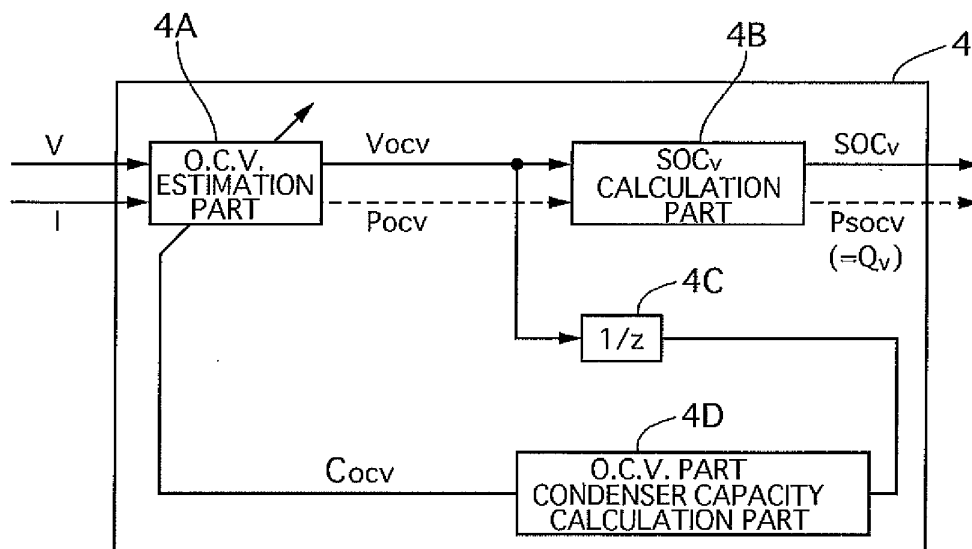 4A
4B
4
V
I
O.C.V.
ESTIMATION
PART
Vocv
Pocv
SOCv
CALCULATION
PART
SOCv
Psocv
(=Qv)
4C
1/z
4D
O.C.V. PART
CONDENSER CAPACITY
CALCULATION PART
Cocv